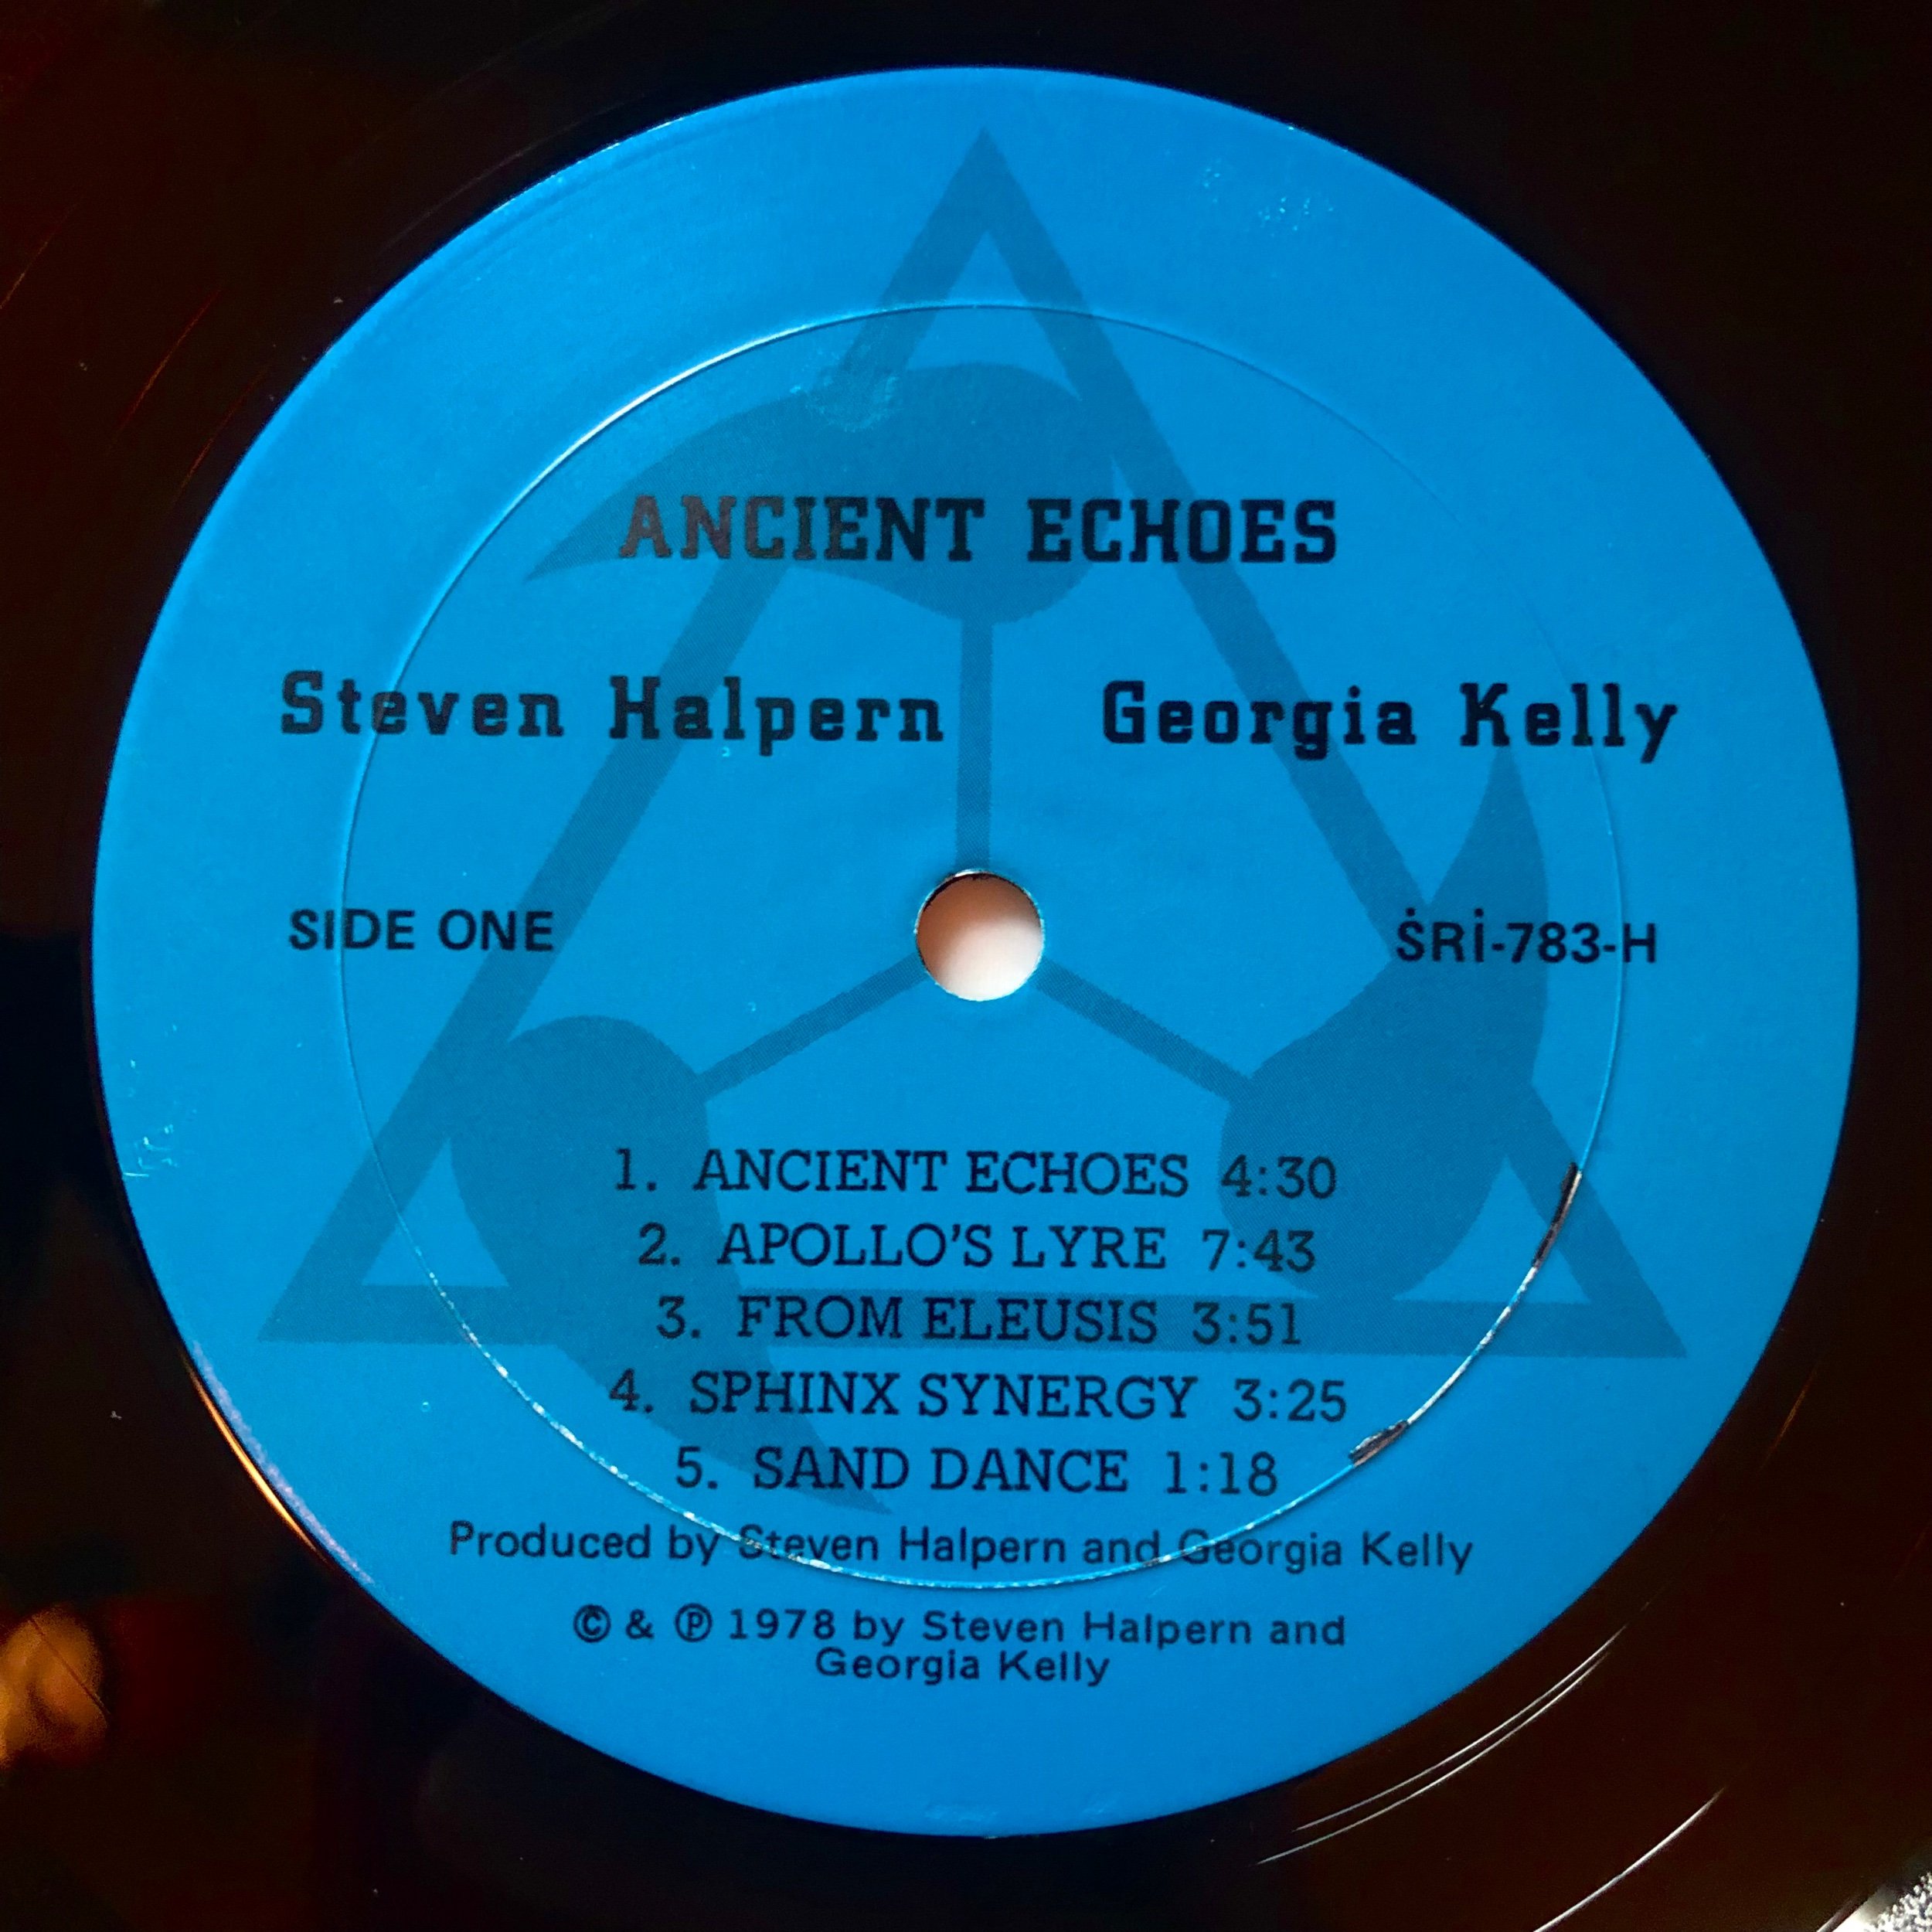 ANCIENT ECHOES
Steven Halpern Georgia Kelly
SIDE ONE ṠRİ-783-H
1. ANCIENT ECHOES 4:30
2. APOLLO'S LYRE 7:43
3. FROM ELEUSIS 3:51
4. SPHINX SYNERGY 3:25
5. SAND DANCE 1:18
Produced by Steven Halpern and Georgia Kelly
© & ℗ 1978 by Steven Halpern and
Georgia Kelly